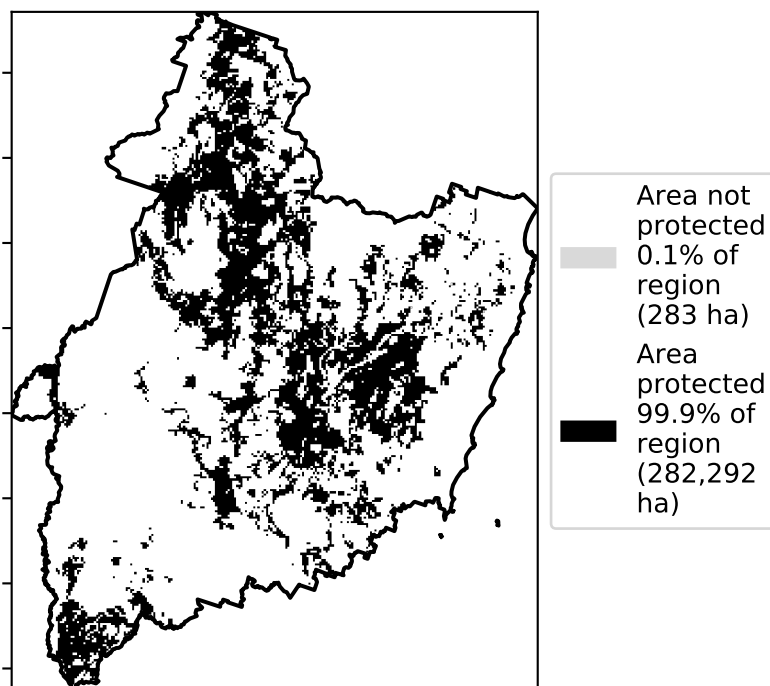 Area not
protected
0.1% of
region
(283 ha)
Area
protected
99.9% of
region
(282,292
ha)